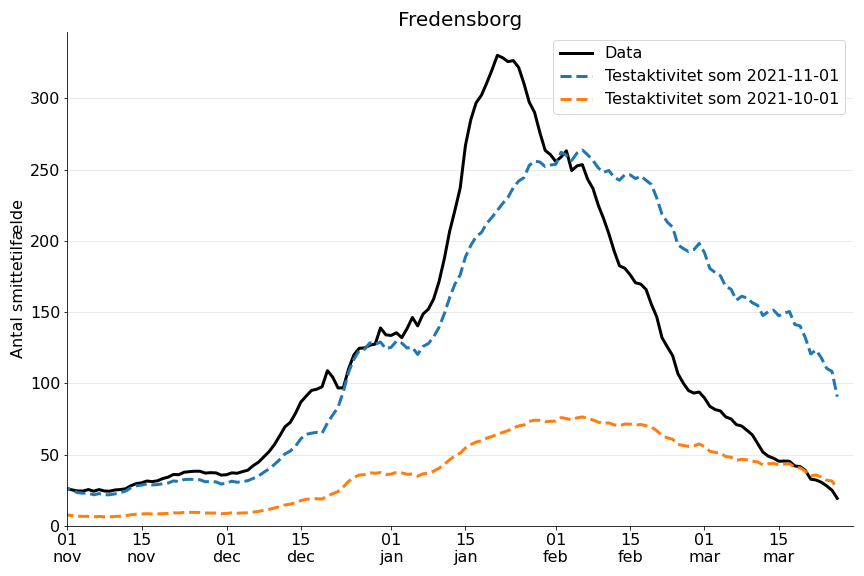 Fredensborg
Data
Testaktivitet som 2021-11-01
Testaktivitet som 2021-10-01
Antal smittetilfælde
300
250
200
150
100
50
0
01 nov
15 nov
01 dec
15 dec
01 jan
15 jan
01 feb
15 feb
01 mar
15 mar